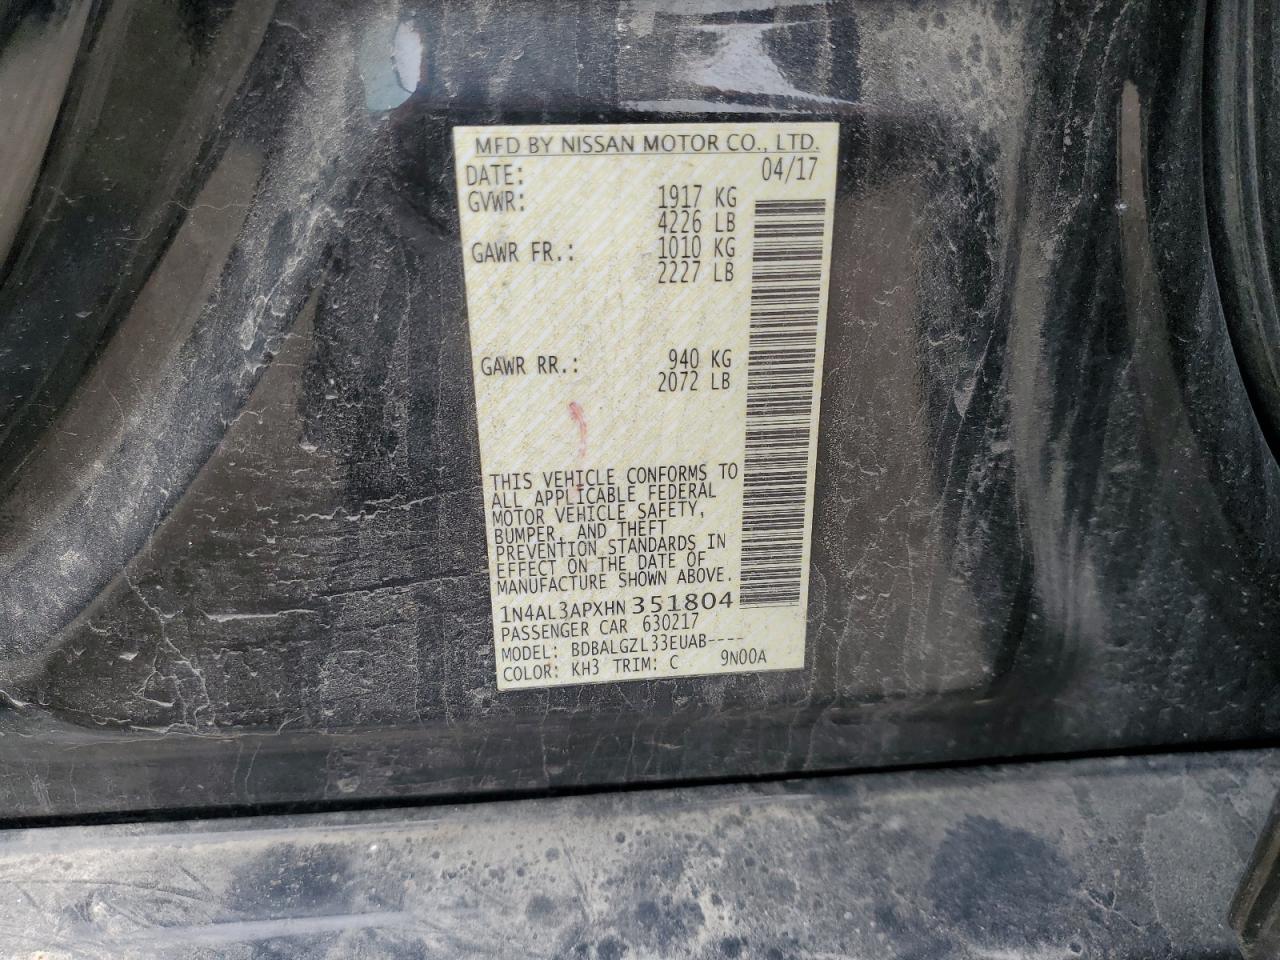 MFD BY NISSAN MOTOR CO., LTD.
DATE: 04/17
GVWR: 1917 KG
4226 LB
GAWR FR.: 1010 KG
2227 LB
GAWR RR.: 940 KG
2072 LB
THIS VEHICLE CONFORMS TO
ALL APPLICABLE FEDERAL
MOTOR VEHICLE SAFETY,
BUMPER, AND THEFT
PREVENTION STANDARDS IN
EFFECT ON THE DATE OF
MANUFACTURE SHOWN ABOVE.
1N4AL3APXHN351804
PASSENGER CAR 630217
MODEL: BDBALGZL33EUAB----
COLOR: KH3 TRIM: C 9N00A